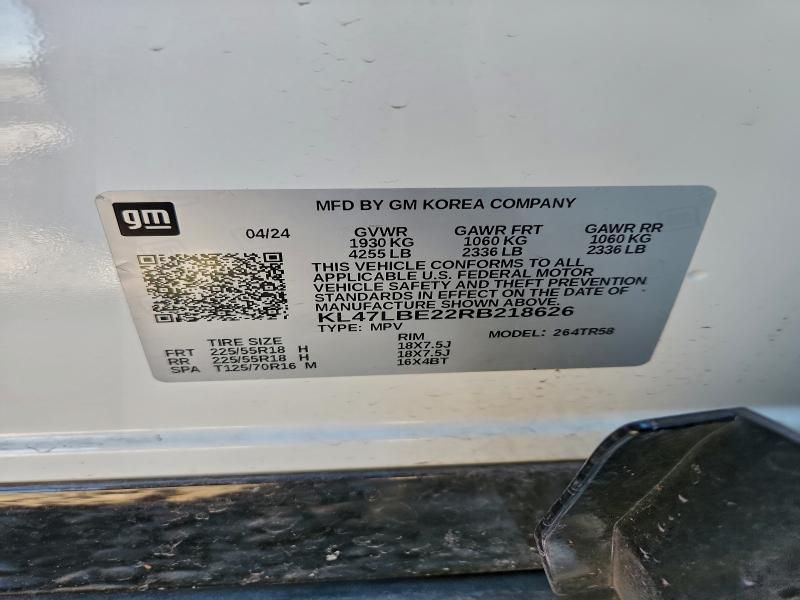 gm
MFD BY GM KOREA COMPANY
04/24 GVWR GAWR FRT GAWR RR
1930 KG 1060 KG 1060 KG
4255 LB 2336 LB 2336 LB
THIS VEHICLE CONFORMS TO ALL
APPLICABLE U.S. FEDERAL MOTOR
VEHICLE SAFETY AND THEFT PREVENTION
STANDARDS IN EFFECT ON THE DATE OF
MANUFACTURE SHOWN ABOVE.
KL47LBE22RB218626
TYPE: MPV MODEL: 264TR58
TIRE SIZE RIM
FRT 225/55R18 H 18X7.5J
RR 225/55R18 H 18X7.5J
SPA T125/70R16 M 16X4BT